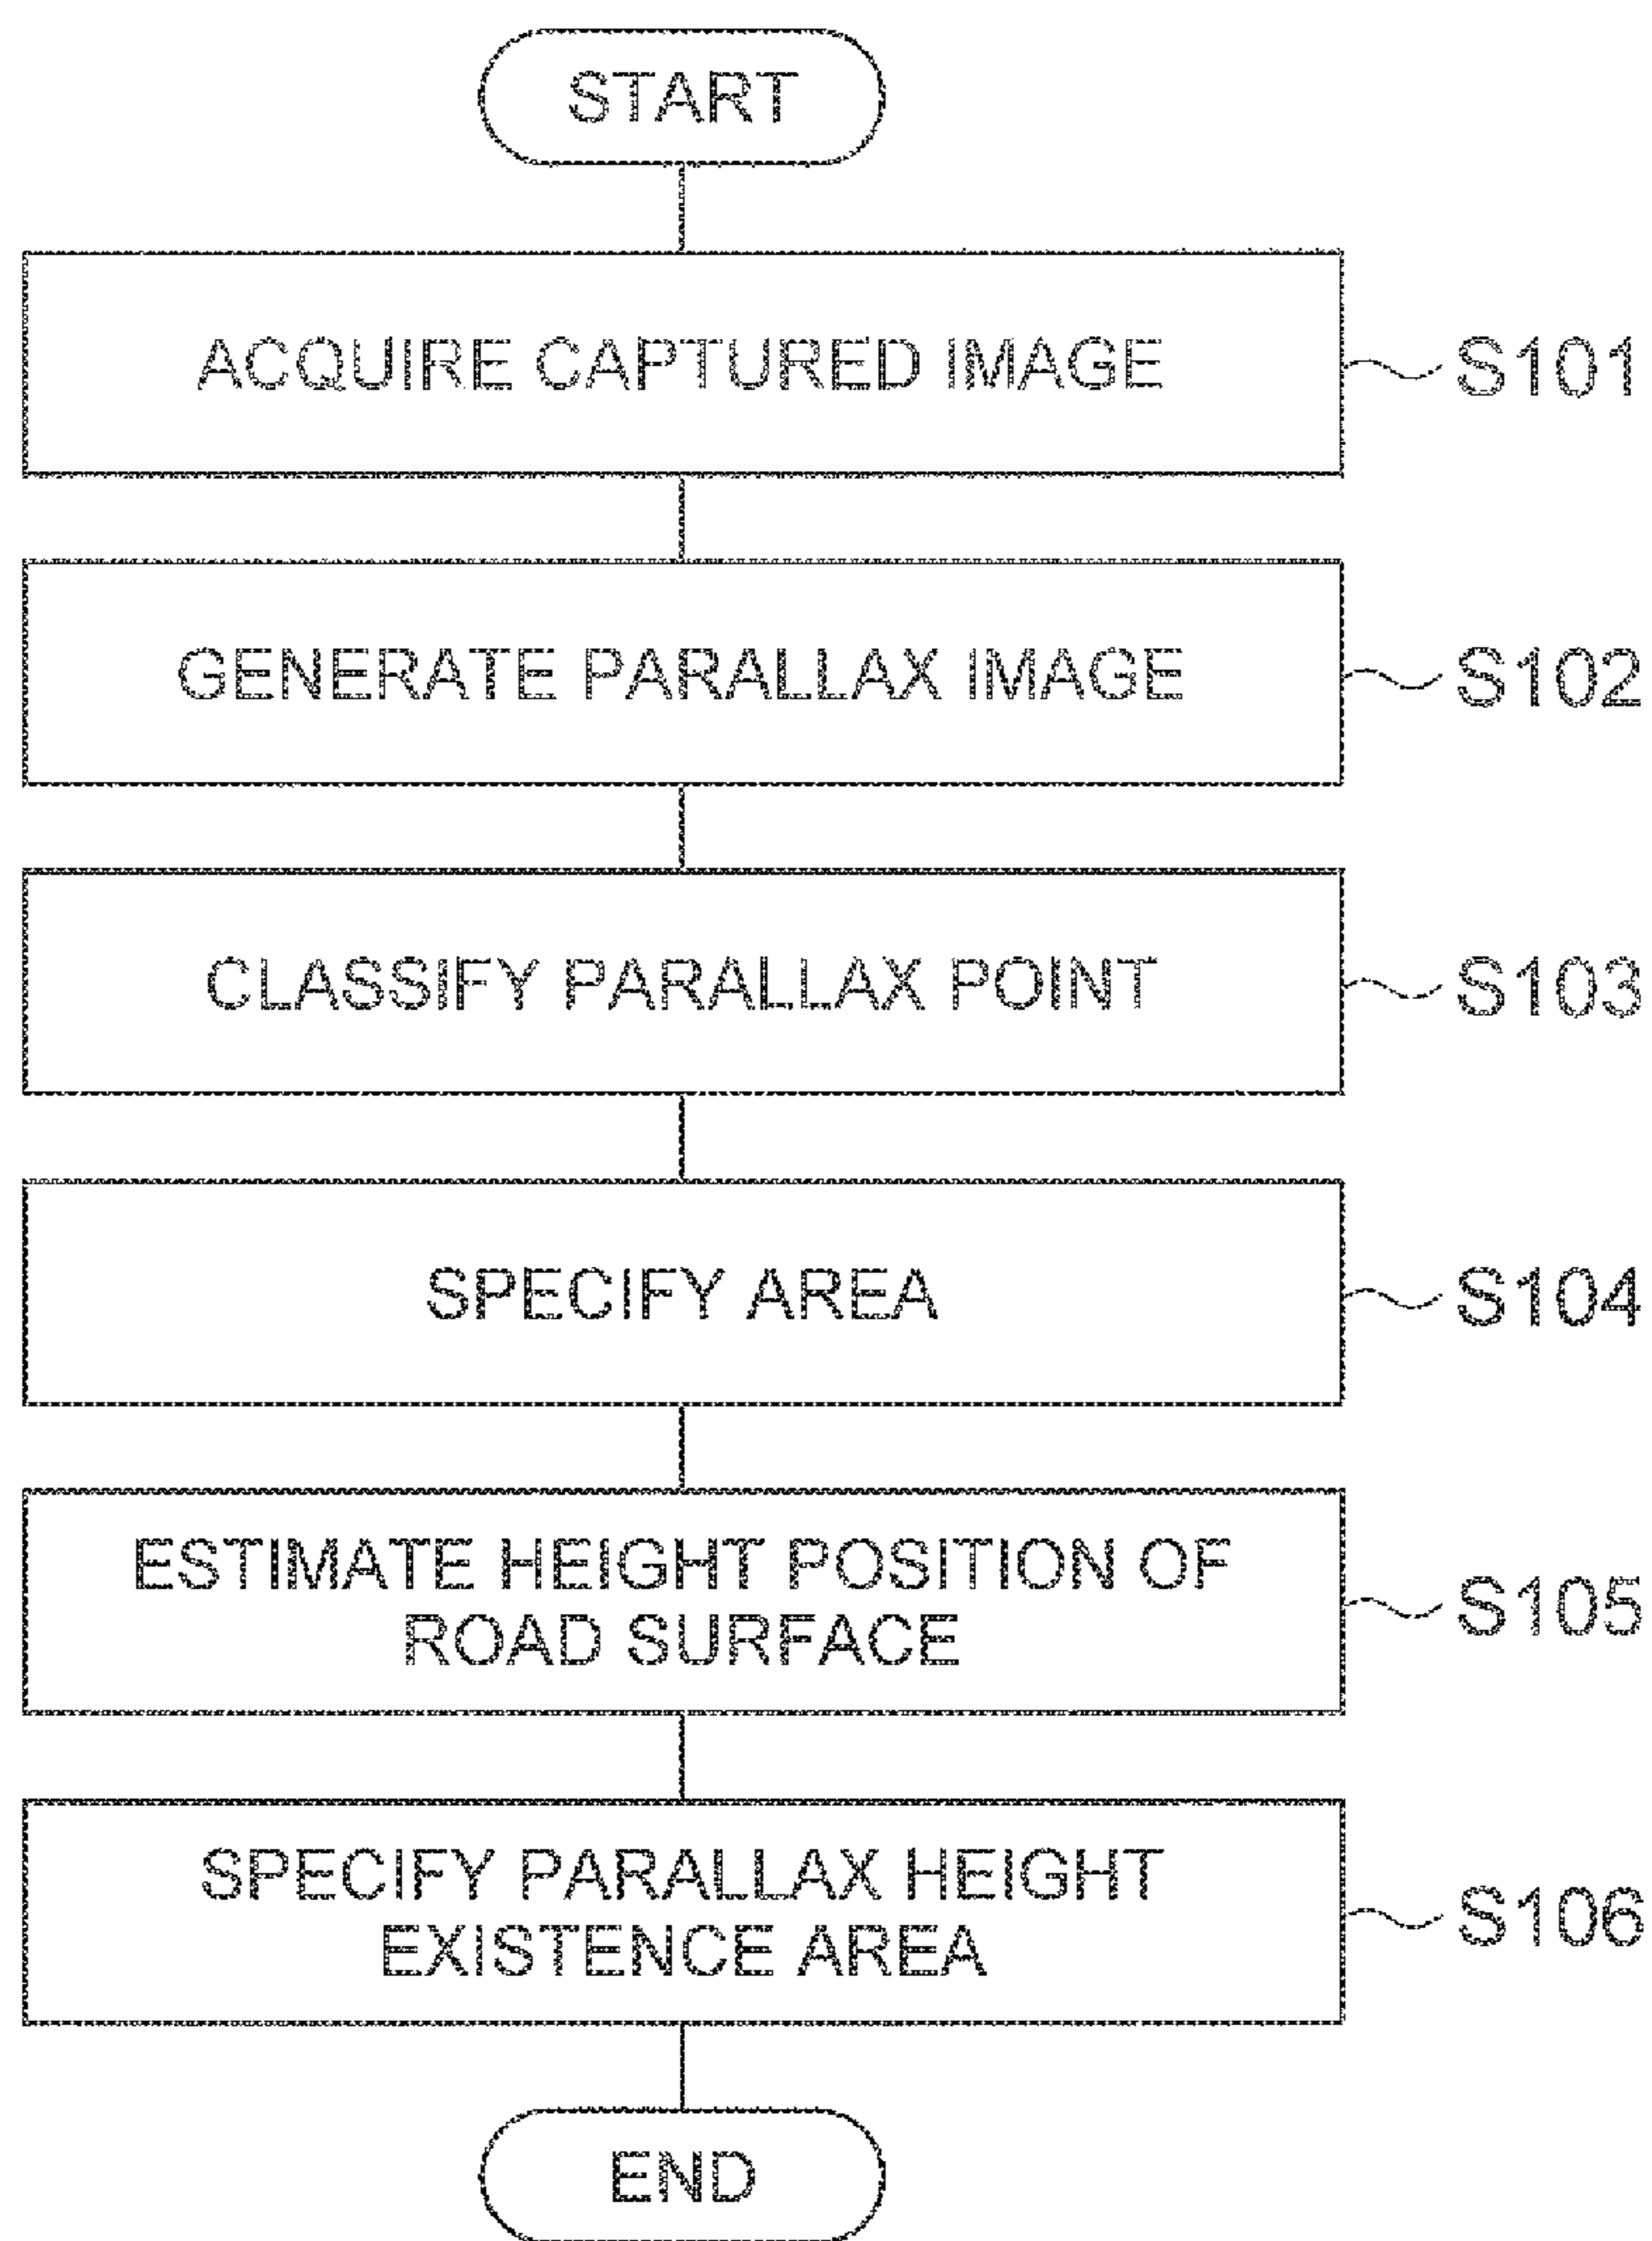 START
ACQUIRE CAPTURED IMAGE
S101
GENERATE PARALLAX IMAGE
S102
CLASSIFY PARALLAX POINT
S103
SPECIFY AREA
S104
ESTIMATE HEIGHT POSITION OF
ROAD SURFACE
S105
SPECIFY PARALLAX HEIGHT
EXISTENCE AREA
S106
END